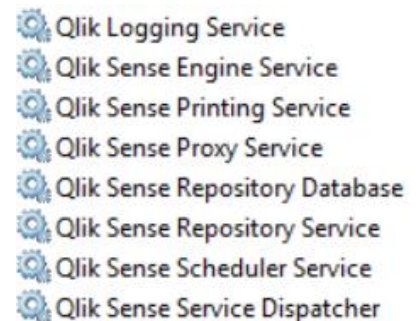 Qlik Logging Service
Qlik Sense Engine Service
Qlik Sense Printing Service
Qlik Sense Proxy Service
Qlik Sense Repository Database
Qlik Sense Repository Service
Qlik Sense Scheduler Service
Qlik Sense Service Dispatcher